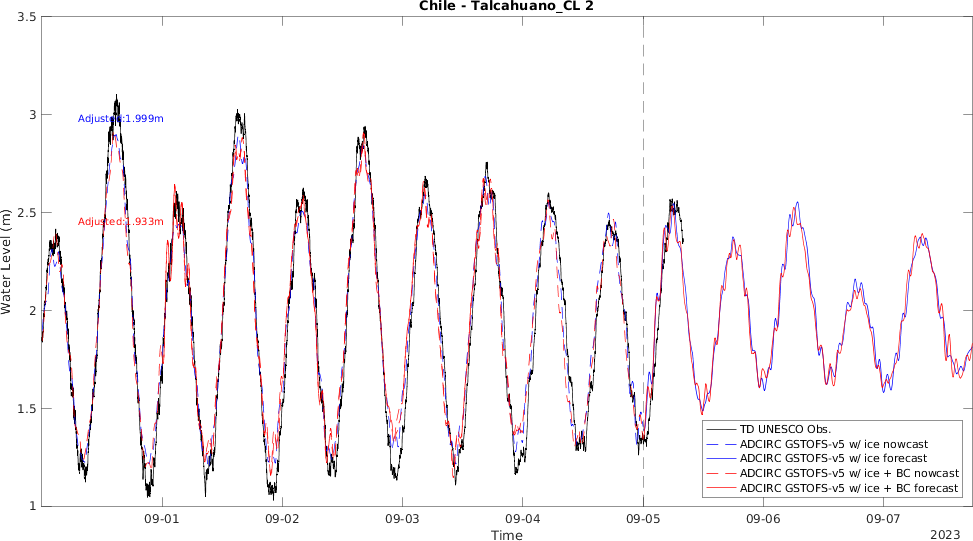 Chile - Talcahuano_CL 2
3.5
3
2.5
2
1.5
1
Water Level (m)
Adjusted:1.999m
Adjusted:1.933m
TD UNESCO Obs.
ADCIRC GSTOFS-v5 w/ ice nowcast
ADCIRC GSTOFS-v5 w/ ice forecast
ADCIRC GSTOFS-v5 w/ ice + BC nowcast
ADCIRC GSTOFS-v5 w/ ice + BC forecast
09-01 09-02 09-03 09-04 09-05 09-06 09-07
Time
2023